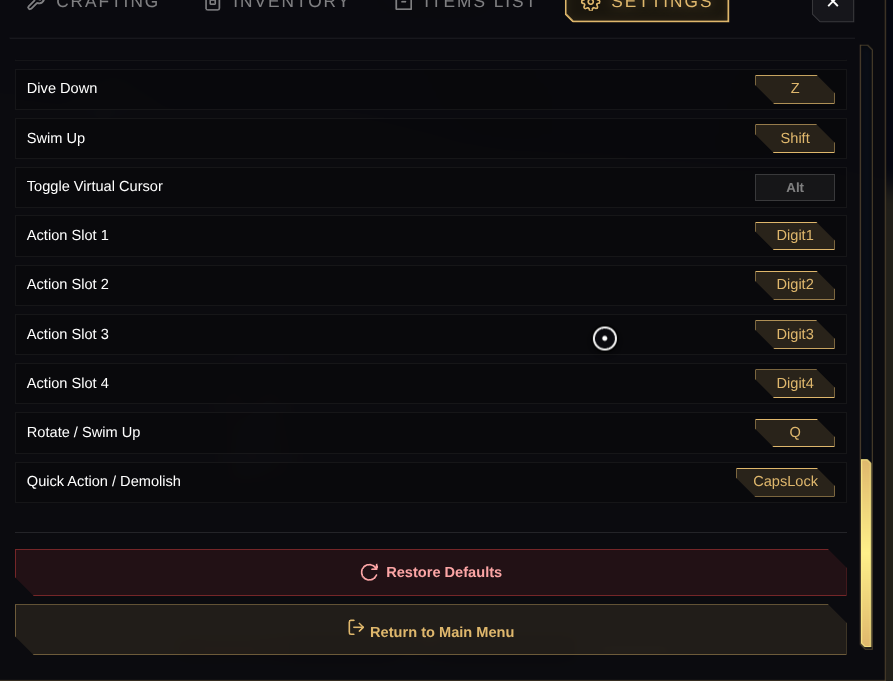 CRAFTING INVENTORY ITEMS LIST SETTINGS
Dive Down Z
Swim Up Shift
Toggle Virtual Cursor Alt
Action Slot 1 Digit1
Action Slot 2 Digit2
Action Slot 3 Digit3
Action Slot 4 Digit4
Rotate / Swim Up Q
Quick Action / Demolish CapsLock
Restore Defaults
Return to Main Menu